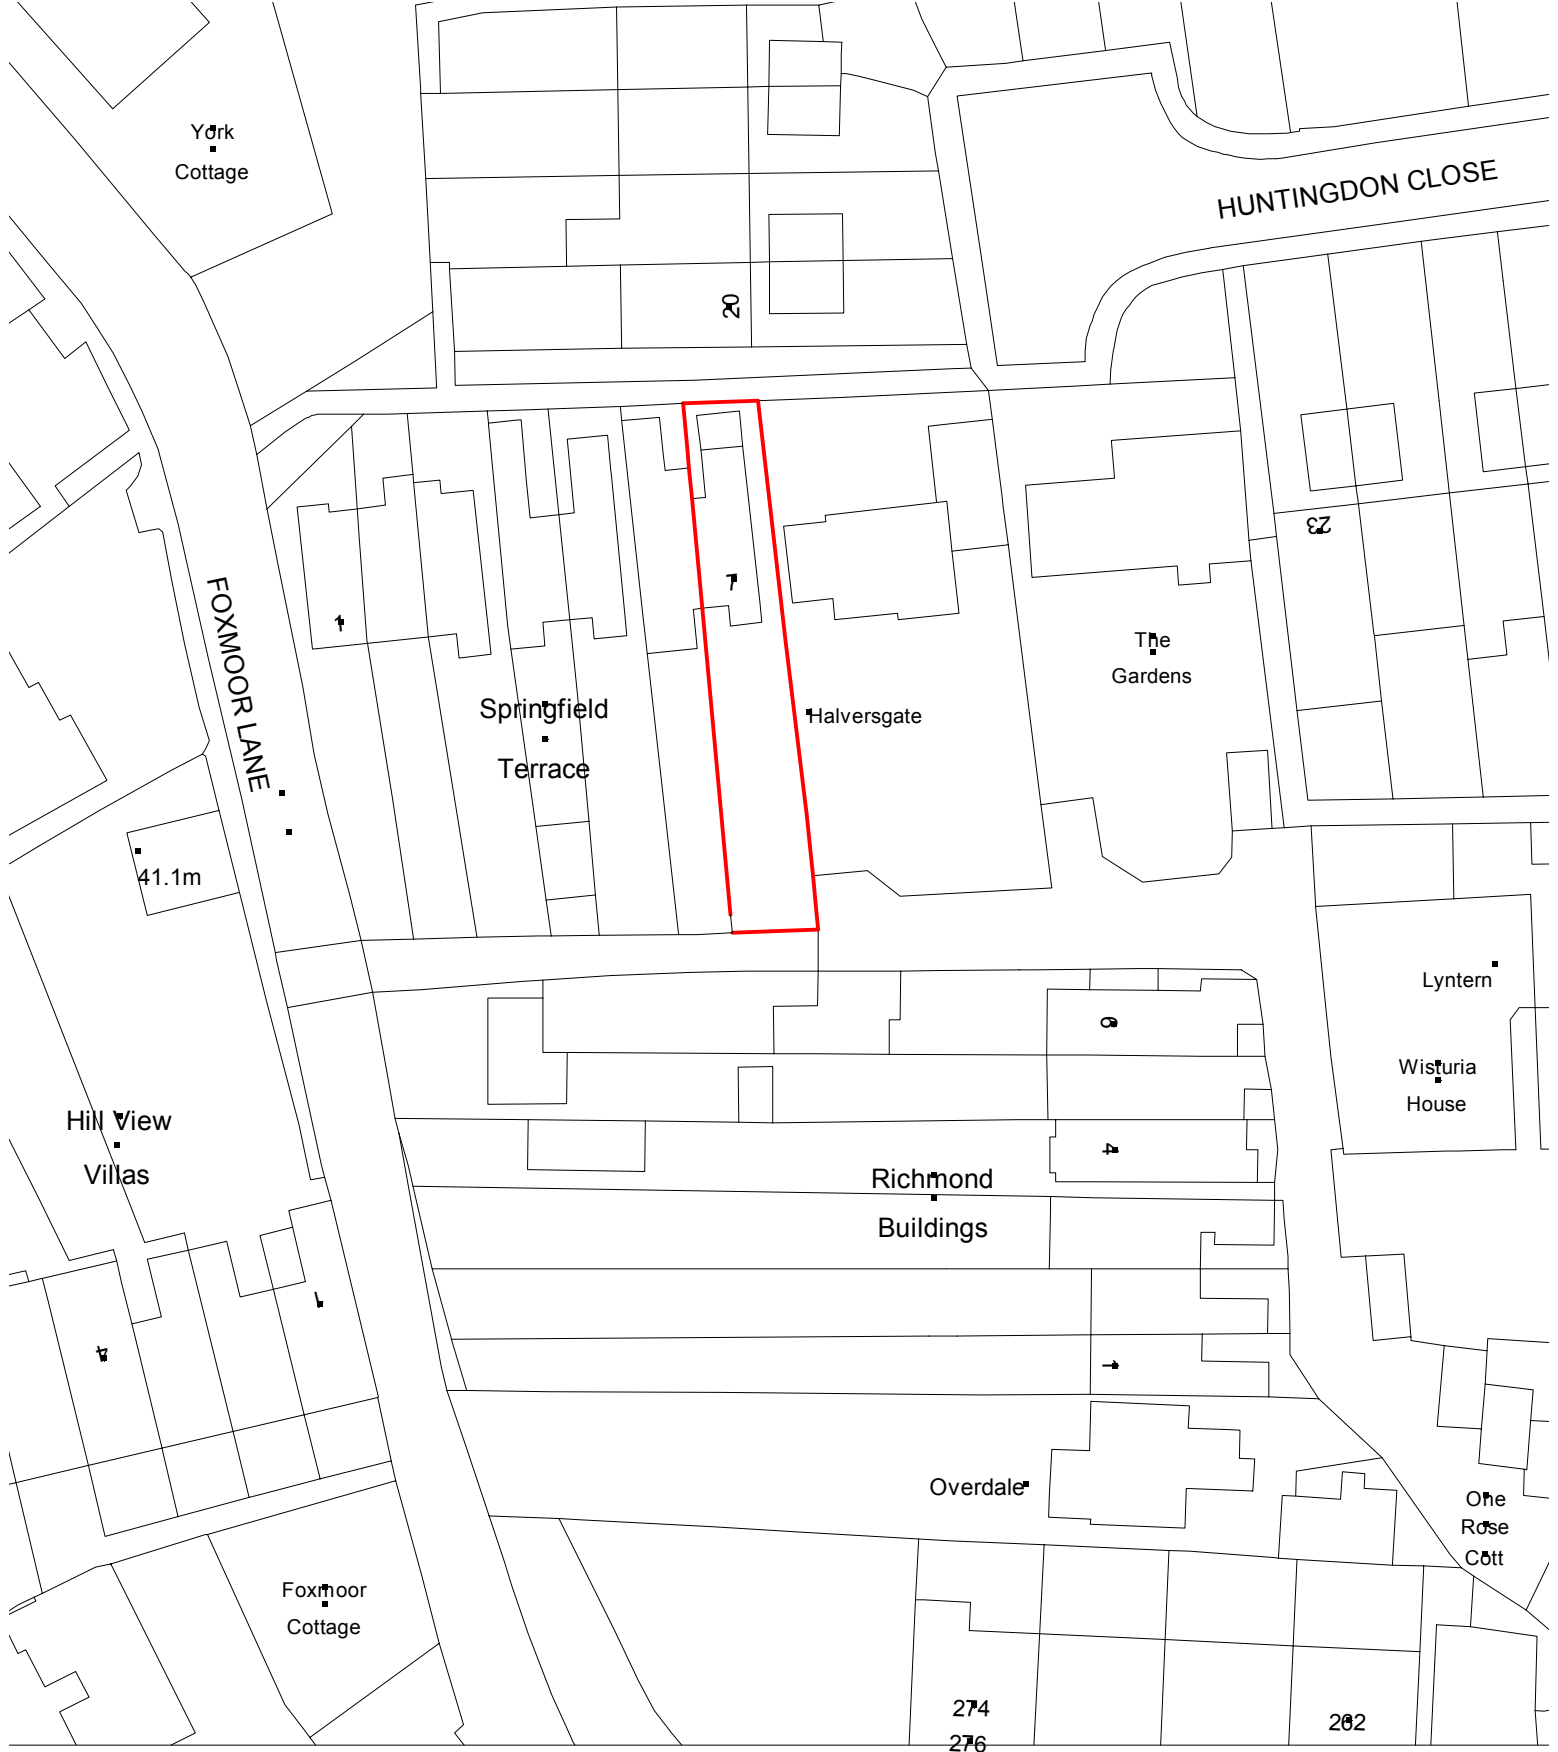 York
Cottage
HUNTINGDON CLOSE
20
23
7
1
FOXMOOR LANE
The
Gardens
Springfield
Terrace
Halversgate
41.1m
Lyntern
6
Wisturia
House
Hill View
Villas
4
Richmond
Buildings
1
4
1
Overdale
One
Rose
Cott
Foxmoor
Cottage
274
262
276